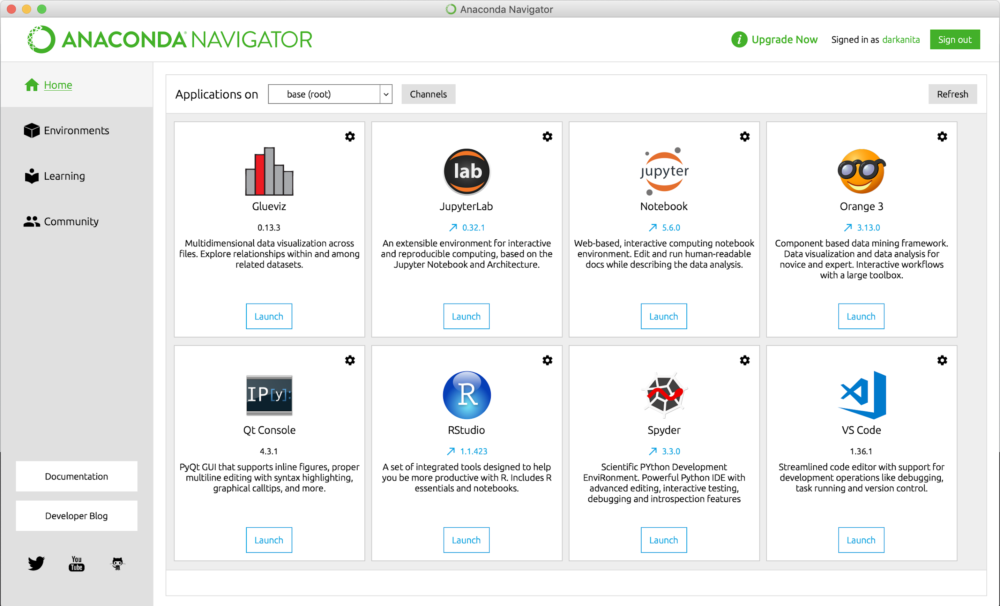 Anaconda Navigator
ANACONDA® NAVIGATOR
i Upgrade Now Signed in as darkanita Sign out
Home
Environments
Learning
Community
Documentation
Developer Blog
You
Tube
Applications on base (root) Channels Refresh
Glueviz
0.13.3
Multidimensional data visualization across
files. Explore relationships within and among
related datasets.
Launch
lab
JupyterLab
0.32.1
An extensible environment for interactive
and reproducible computing, based on the
Jupyter Notebook and Architecture.
Launch
jupyter
Notebook
5.6.0
Web-based, interactive computing notebook
environment. Edit and run human-readable
docs while describing the data analysis.
Launch
Orange 3
3.13.0
Component based data mining framework.
Data visualization and data analysis for
novice and expert. Interactive workflows
with a large toolbox.
Launch
IP[y]:
Qt Console
4.3.1
PyQt GUI that supports inline figures, proper
multiline editing with syntax highlighting,
graphical calltips, and more.
Launch
R
RStudio
1.1.423
A set of integrated tools designed to help
you be more productive with R. Includes R
essentials and notebooks.
Launch
Spyder
3.3.0
Scientific PYthon Development
EnviRonment. Powerful Python IDE with
advanced editing, interactive testing,
debugging and introspection features
Launch
VS Code
1.36.1
Streamlined code editor with support for
development operations like debugging,
task running and version control.
Launch